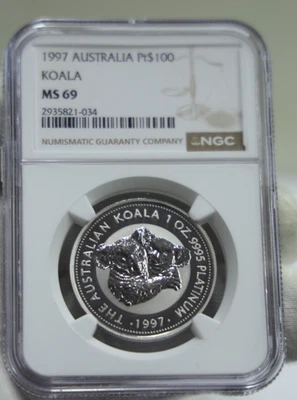 1997 AUSTRALIA Pt$100
KOALA
MS 69
2935821-034
NUMISMATIC GUARANTY COMPANY
NGC
THE AUSTRALIAN KOALA 1 OZ. 9995 PLATINUM
·1997·